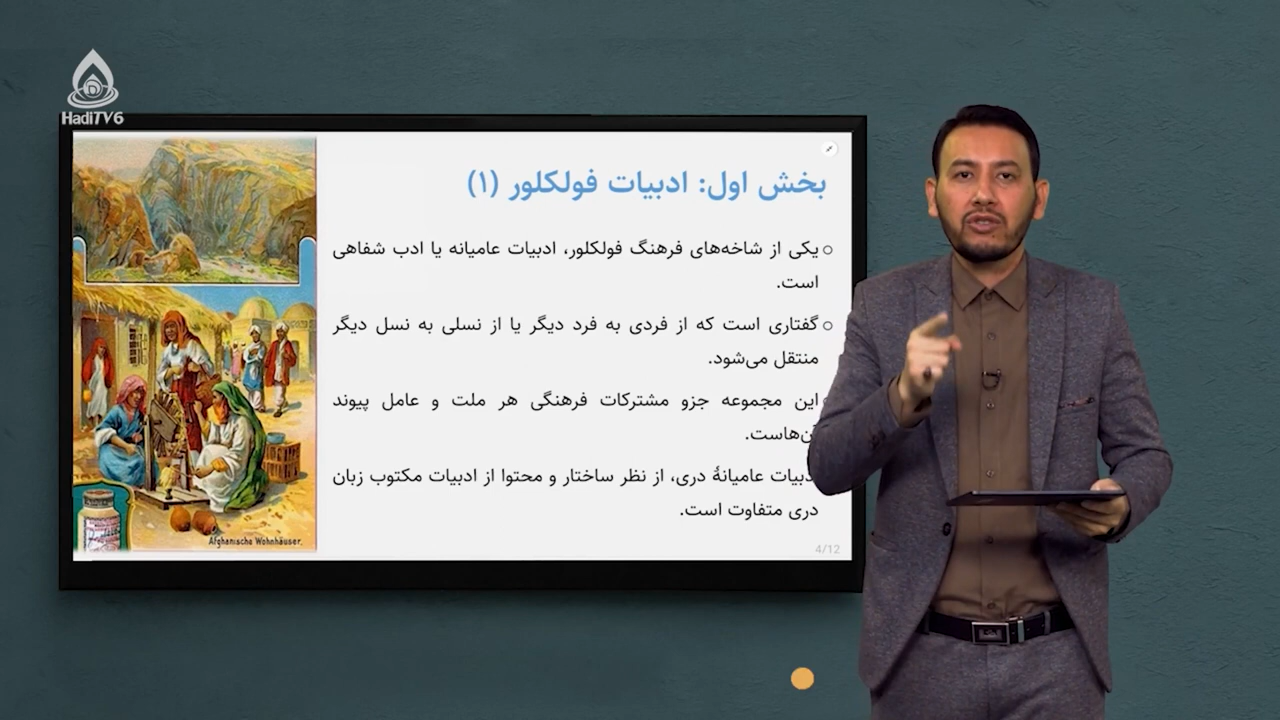 HadiTV6
بخش اول: ادبیات فولکلور (۱)
یکی از شاخه‌های فرهنگ فولکلور، ادبیات عامیانه یا ادب شفاهی
است.
گفتاری است که از فردی به فرد دیگر یا از نسلی به نسل دیگر
منتقل می‌شود.
این مجموعه جزو مشترکات فرهنگی هر ملت و عامل پیوند
آن‌هاست.
ادبیات عامیانهٔ دری، از نظر ساختار و محتوا از ادبیات مکتوب زبان
دری متفاوت است.
Afghanische Wohnhäuser.
4/12